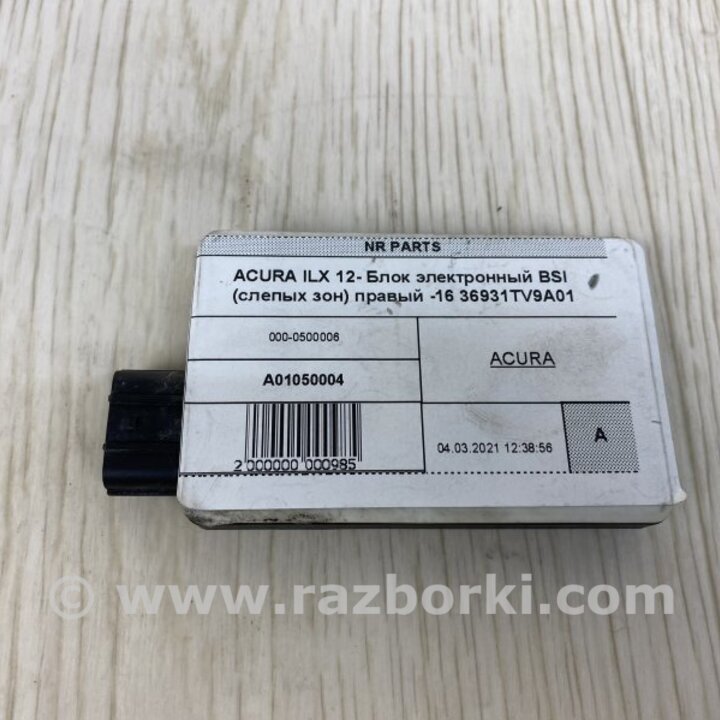 NR PARTS
ACURA ILX 12- Блок электронный BSI
(слепых зон) правый -16 36931TV9A01
000-0500006
ACURA
A01050004
2 000000 000985
04.03.2021 12:38:56
A
© www.razborki.com